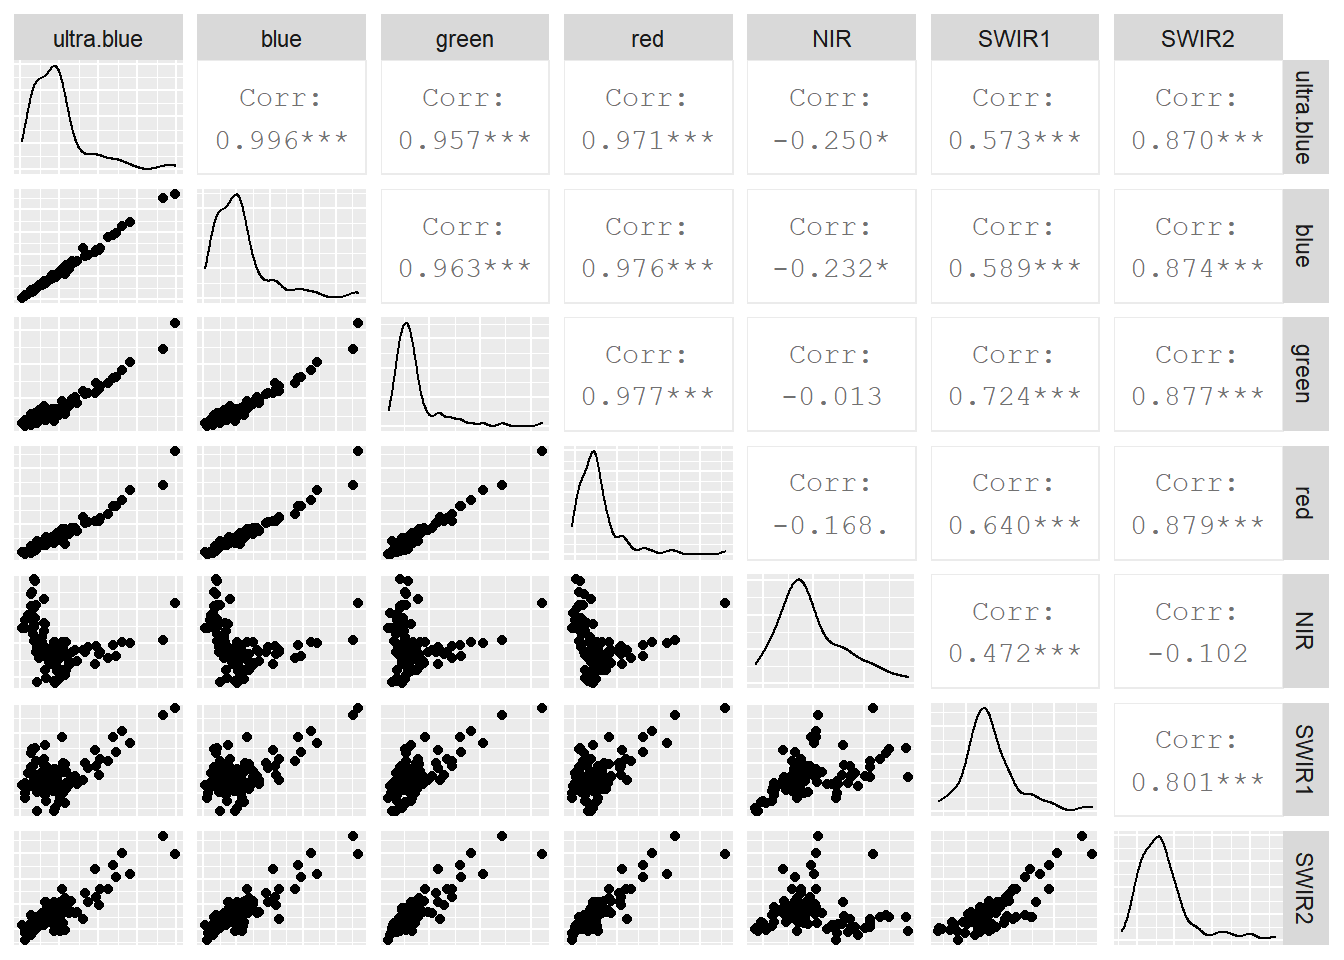 ultra.blue blue green red NIR SWIR1 SWIR2
Corr: Corr: Corr: Corr: Corr: Corr:
0.996*** 0.957*** 0.971*** -0.250* 0.573*** 0.870***
ultra.blue
Corr: Corr: Corr: Corr: Corr:
0.963*** 0.976*** -0.232* 0.589*** 0.874***
blue
Corr: Corr: Corr: Corr:
0.977*** -0.013 0.724*** 0.877***
green
Corr: Corr: Corr:
-0.168. 0.640*** 0.879***
red
Corr: Corr:
0.472*** -0.102
NIR
Corr:
0.801***
SWIR1
SWIR2